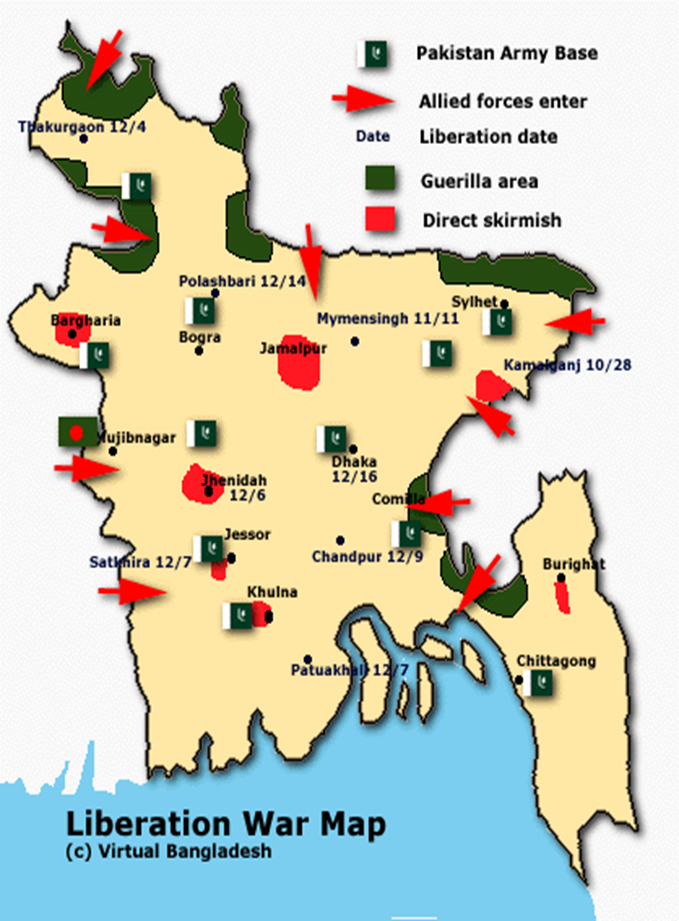 Pakistan Army Base
Allied forces enter
Date Liberation date
Guerilla area
Direct skirmish
Thakurgaon 12/4
Polashbari 12/14
Sylhet
Bargharia
Mymensingh 11/11
Bogra
Jamalpur
Kamalganj 10/28
Mujibnagar
Dhaka
12/16
Jhenidah
12/6
Comilla
Jessor
Chandpur 12/9
Satkhira 12/7
Burighat
Khulna
Chittagong
Patuakhali 12/7
Liberation War Map
(c) Virtual Bangladesh